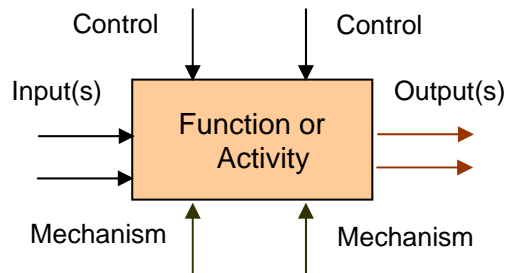 Control
Control
Input(s)
Output(s)
Function or
Activity
Mechanism
Mechanism